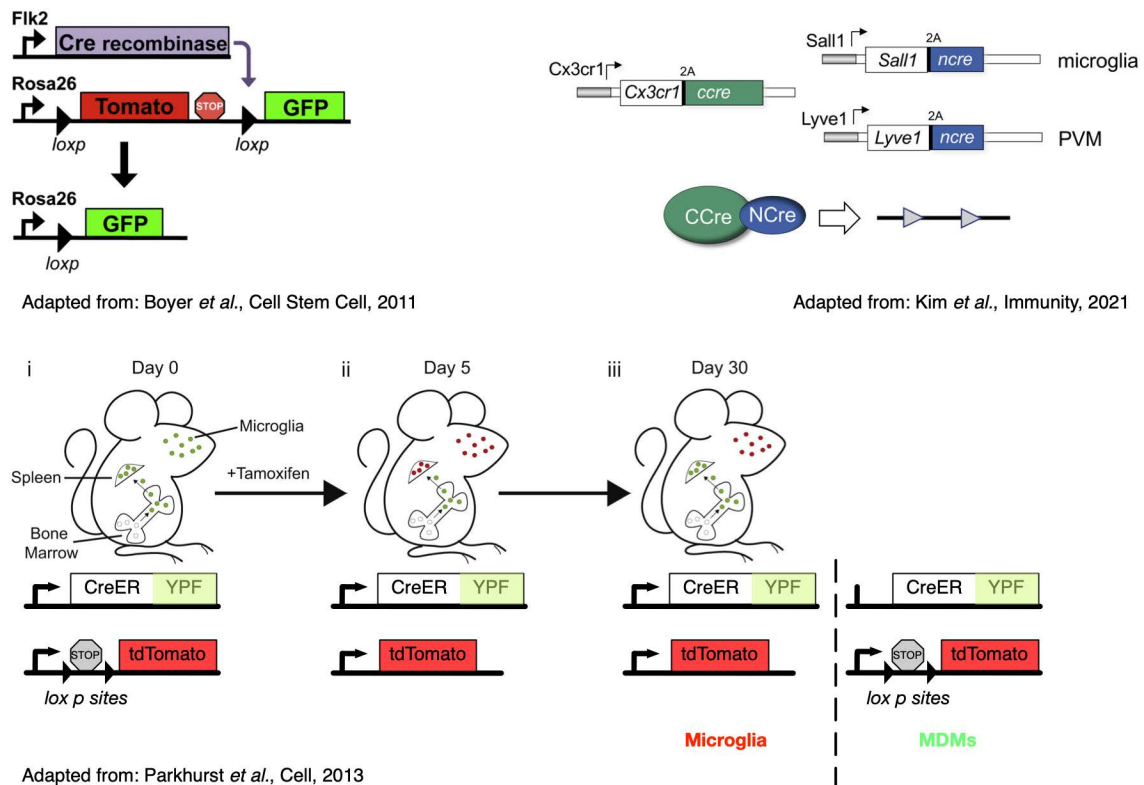 Flk2
Cre recombinase
Rosa26
Tomato
STOP
GFP
loxp
loxp
Rosa26
GFP
loxp
Adapted from: Boyer et al., Cell Stem Cell, 2011
Cx3cr1
2A
Cx3cr1
ccre
Sall1
2A
Sall1
ncre
microglia
Lyve1
2A
Lyve1
ncre
PVM
CCre
NCre
Adapted from: Kim et al., Immunity, 2021
i
Day 0
ii
Day 5
iii
Day 30
Microglia
Spleen
+Tamoxifen
Bone
Marrow
CreER
YPF
CreER
YPF
CreER
YPF
CreER
YPF
STOP
tdTomato
tdTomato
tdTomato
STOP
tdTomato
lox p sites
lox p sites
Microglia
MDMs
Adapted from: Parkhurst et al., Cell, 2013